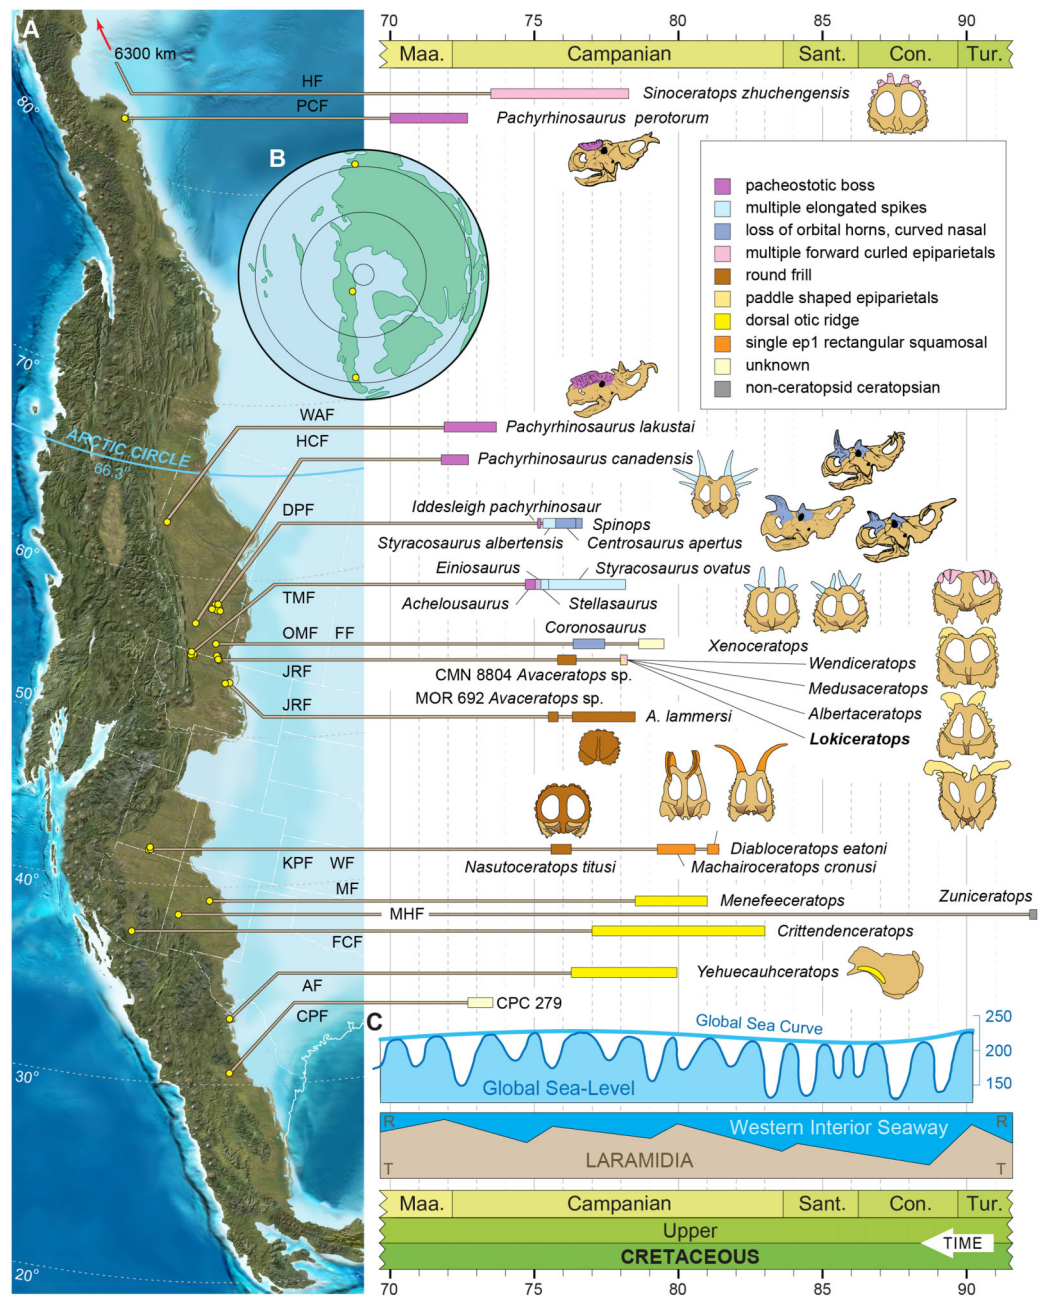 A
70 75 80 85 90
Maa. Campanian Sant. Con. Tur.
6300 km
HF
Sinoceratops zhuchengensis
PCF
Pachyrhinosaurus perotorum
80°
B
pacheostotic boss
multiple elongated spikes
loss of orbital horns, curved nasal
multiple forward curled epiparietals
round frill
paddle shaped epiparietals
dorsal otic ridge
single ep1 rectangular squamosal
unknown
non-ceratopsid ceratopsian
70°
WAF
Pachyrhinosaurus lakustai
ARCTIC CIRCLE
66.3°
HCF
Pachyrhinosaurus canadensis
DPF
Iddesleigh pachyrhinosaur
Spinops
Styracosaurus albertensis
Centrosaurus apertus
60°
Einiosaurus
Styracosaurus ovatus
TMF
Achelousaurus
Stellasaurus
Coronosaurus
OMF FF
Xenoceratops
Wendiceratops
JRF
CMN 8804 Avaceratops sp.
Medusaceratops
50°
MOR 692 Avaceratops sp.
JRF
A. lammersi
Albertaceratops
Lokiceratops
Diabloceratops eatoni
KPF WF
Nasutoceratops titusi
Machairoceratops cronusi
40°
MF
Menefeeceratops
Zuniceratops
MHF
Crittendenceratops
FCF
Yehuecauhceratops
AF
CPC 279
CPF
C
Global Sea Curve
250
200
150
Global Sea-Level
30°
R Western Interior Seaway R
T LARAMIDIA T
Maa. Campanian Sant. Con. Tur.
Upper
TIME
CRETACEOUS
20°
70 75 80 85 90